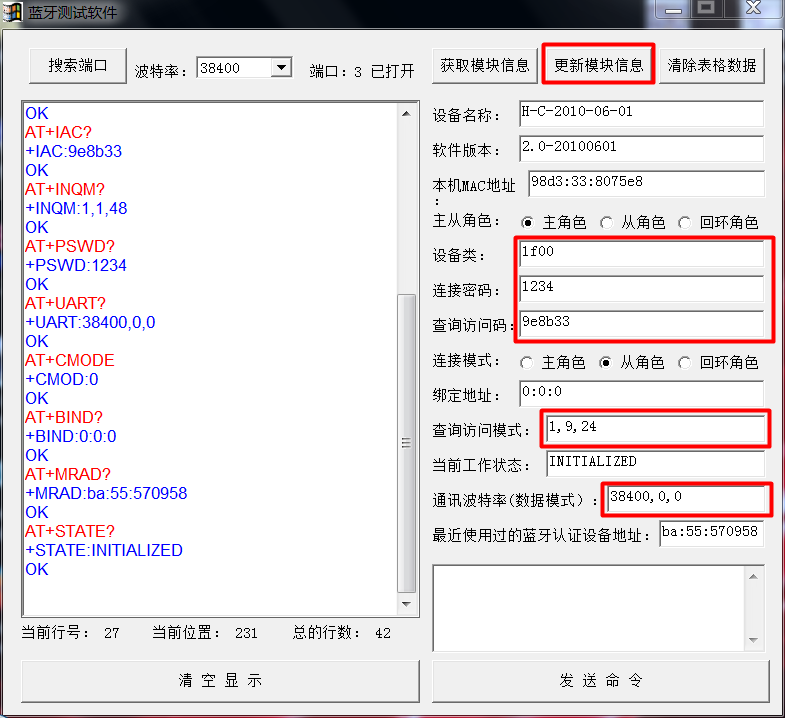 蓝牙测试软件
搜索端口 波特率： 38400 端口：3 已打开 获取模块信息 更新模块信息 清除表格数据
OK
AT+IAC?
+IAC:9e8b33
OK
AT+INQM?
+INQM:1,1,48
OK
AT+PSWD?
+PSWD:1234
OK
AT+UART?
+UART:38400,0,0
OK
AT+CMODE
+CMOD:0
OK
AT+BIND?
+BIND:0:0:0
OK
AT+MRAD?
+MRAD:ba:55:570958
OK
AT+STATE?
+STATE:INITIALIZED
OK
当前行号： 27 当前位置： 231 总的行数： 42
清 空 显 示
设备名称： H-C-2010-06-01
软件版本： 2.0-20100601
本机MAC地址： 98d3:33:8075e8
主从角色： 主角色 从角色 回环角色
设备类： 1f00
连接密码： 1234
查询访问码： 9e8b33
连接模式： 主角色 从角色 回环角色
绑定地址： 0:0:0
查询访问模式： 1,9,24
当前工作状态： INITIALIZED
通讯波特率(数据模式)： 38400,0,0
最近使用过的蓝牙认证设备地址： ba:55:570958
发 送 命 令